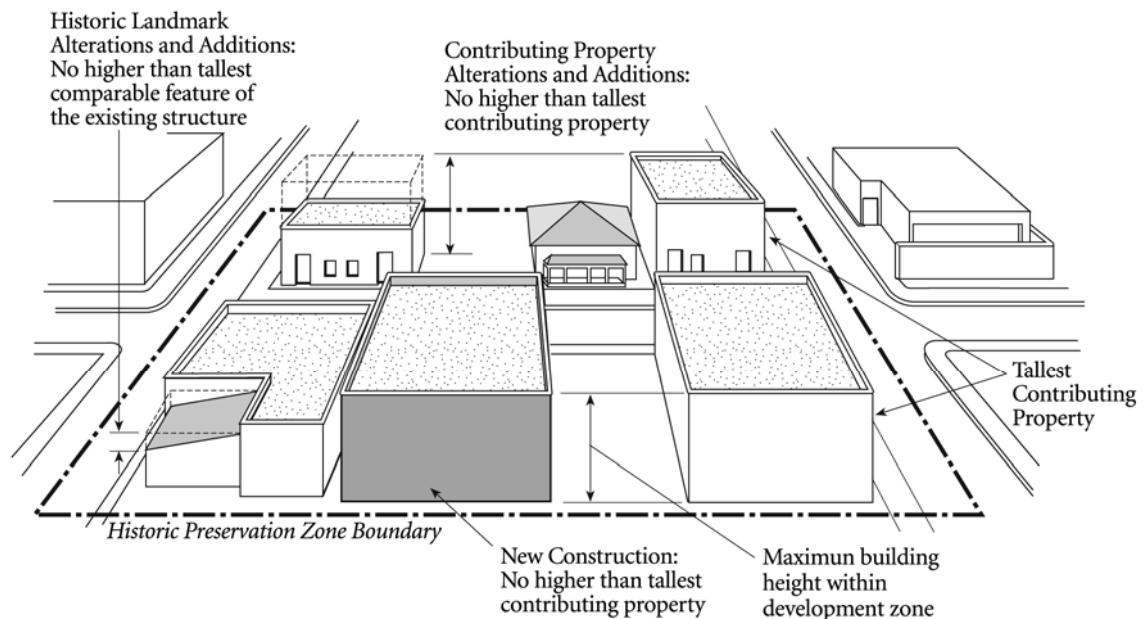 Historic Landmark
Alterations and Additions:
No higher than tallest
comparable feature of
the existing structure
Contributing Property
Alterations and Additions:
No higher than tallest
contributing property
Tallest
Contributing
Property
Historic Preservation Zone Boundary
New Construction:
No higher than tallest
contributing property
Maximun building
height within
development zone